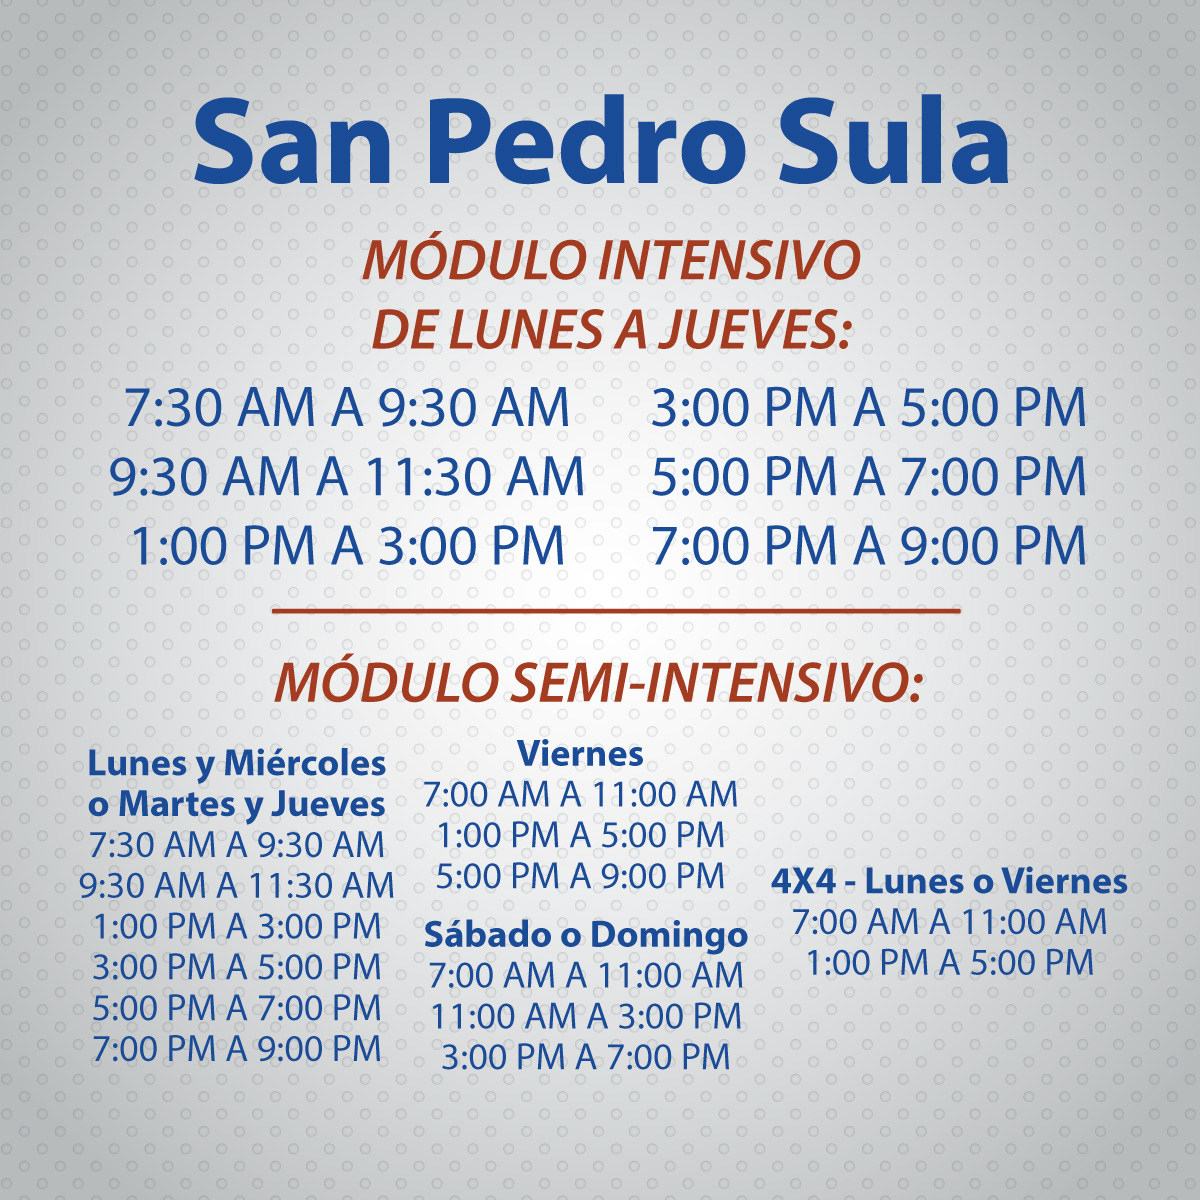 San Pedro Sula
MÓDULO INTENSIVO
DE LUNES A JUEVES:
7:30 AM A 9:30 AM
9:30 AM A 11:30 AM
1:00 PM A 3:00 PM
3:00 PM A 5:00 PM
5:00 PM A 7:00 PM
7:00 PM A 9:00 PM
MÓDULO SEMI-INTENSIVO:
Lunes y Miércoles
o Martes y Jueves
7:30 AM A 9:30 AM
9:30 AM A 11:30 AM
1:00 PM A 3:00 PM
3:00 PM A 5:00 PM
5:00 PM A 7:00 PM
7:00 PM A 9:00 PM
Viernes
7:00 AM A 11:00 AM
1:00 PM A 5:00 PM
5:00 PM A 9:00 PM
Sábado o Domingo
7:00 AM A 11:00 AM
11:00 AM A 3:00 PM
3:00 PM A 7:00 PM
4X4 - Lunes o Viernes
7:00 AM A 11:00 AM
1:00 PM A 5:00 PM